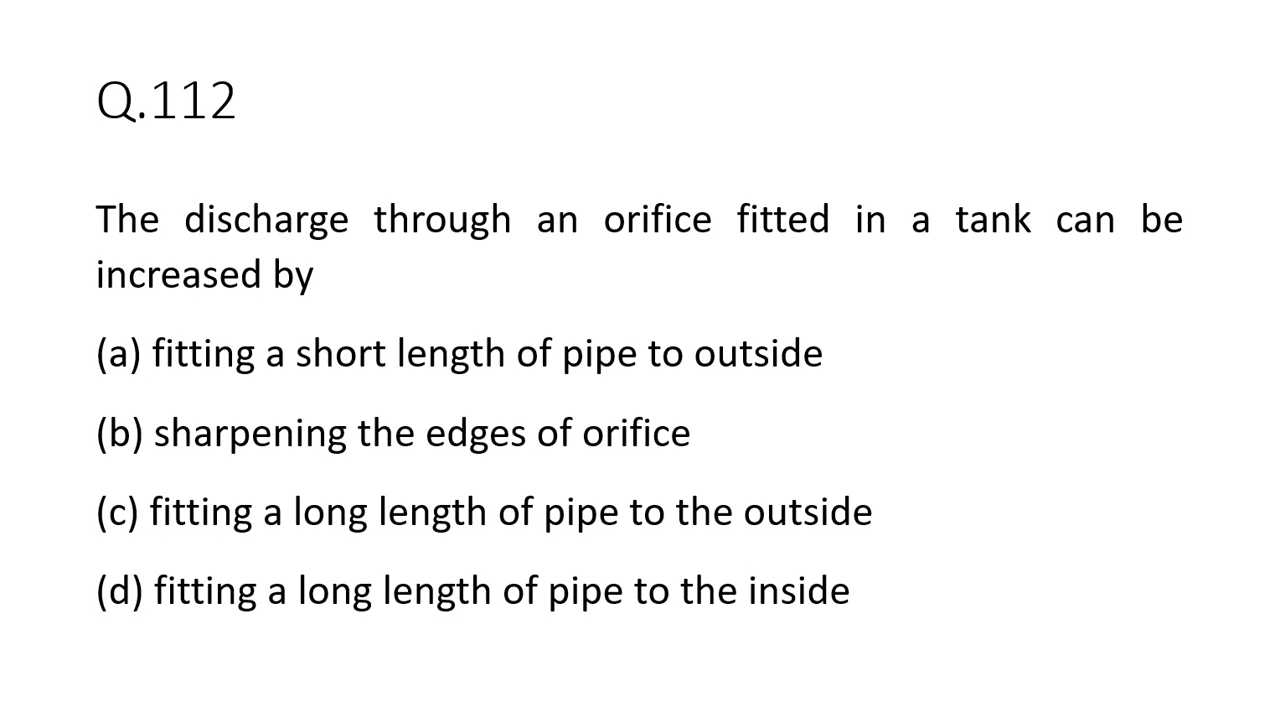 Q.112
The discharge through an orifice fitted in a tank can be
increased by
(a) fitting a short length of pipe to outside
(b) sharpening the edges of orifice
(c) fitting a long length of pipe to the outside
(d) fitting a long length of pipe to the inside